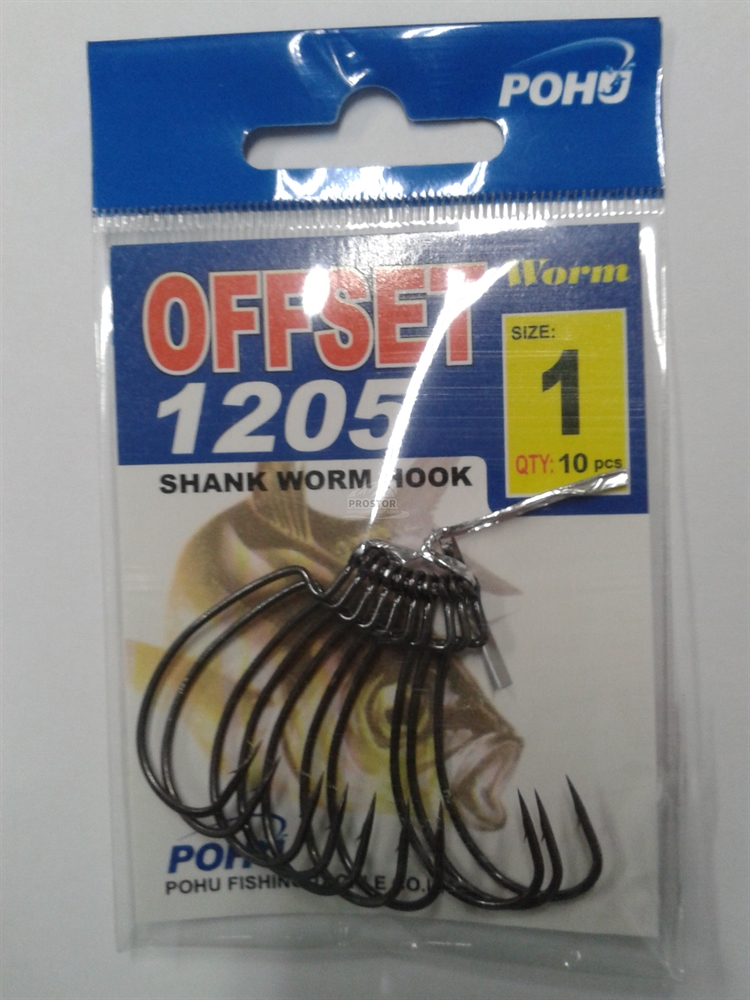 POHU
OFFSET
Worm
1205
SIZE:
1
QTY: 10 pcs
SHANK WORM HOOK
PROSTOR
POHU
POHU FISHING